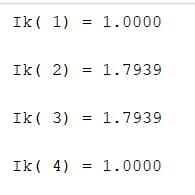 Ik( 1) = 1.0000
Ik( 2) = 1.7939
Ik( 3) = 1.7939
Ik( 4) = 1.0000